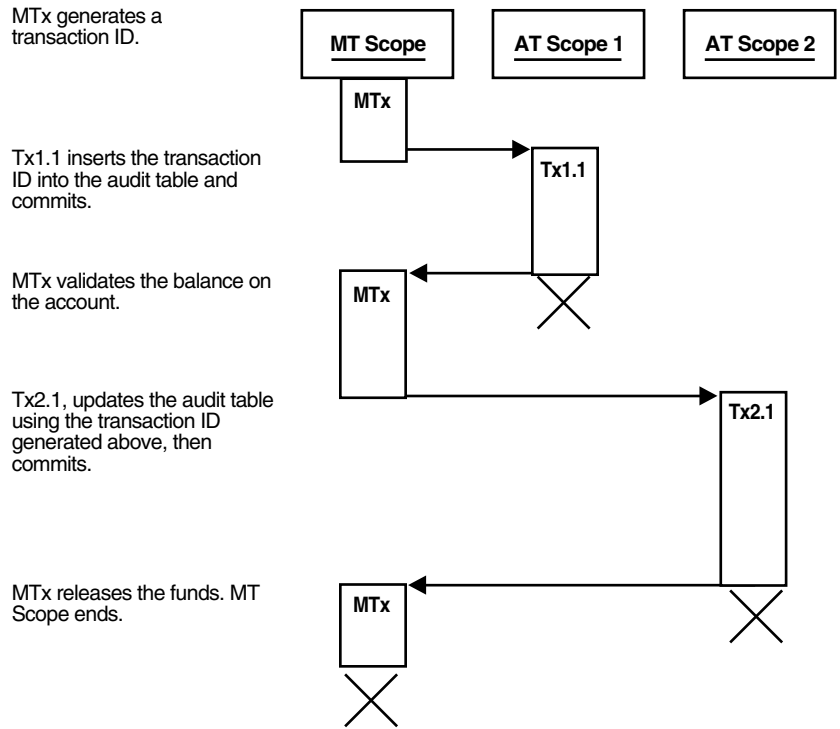 MTx generates a
transaction ID.
MT Scope
AT Scope 1
AT Scope 2
MTx
Tx1.1 inserts the transaction
ID into the audit table and
commits.
Tx1.1
MTx validates the balance on
the account.
MTx
Tx2.1, updates the audit table
using the transaction ID
generated above, then
commits.
Tx2.1
MTx releases the funds. MT
Scope ends.
MTx